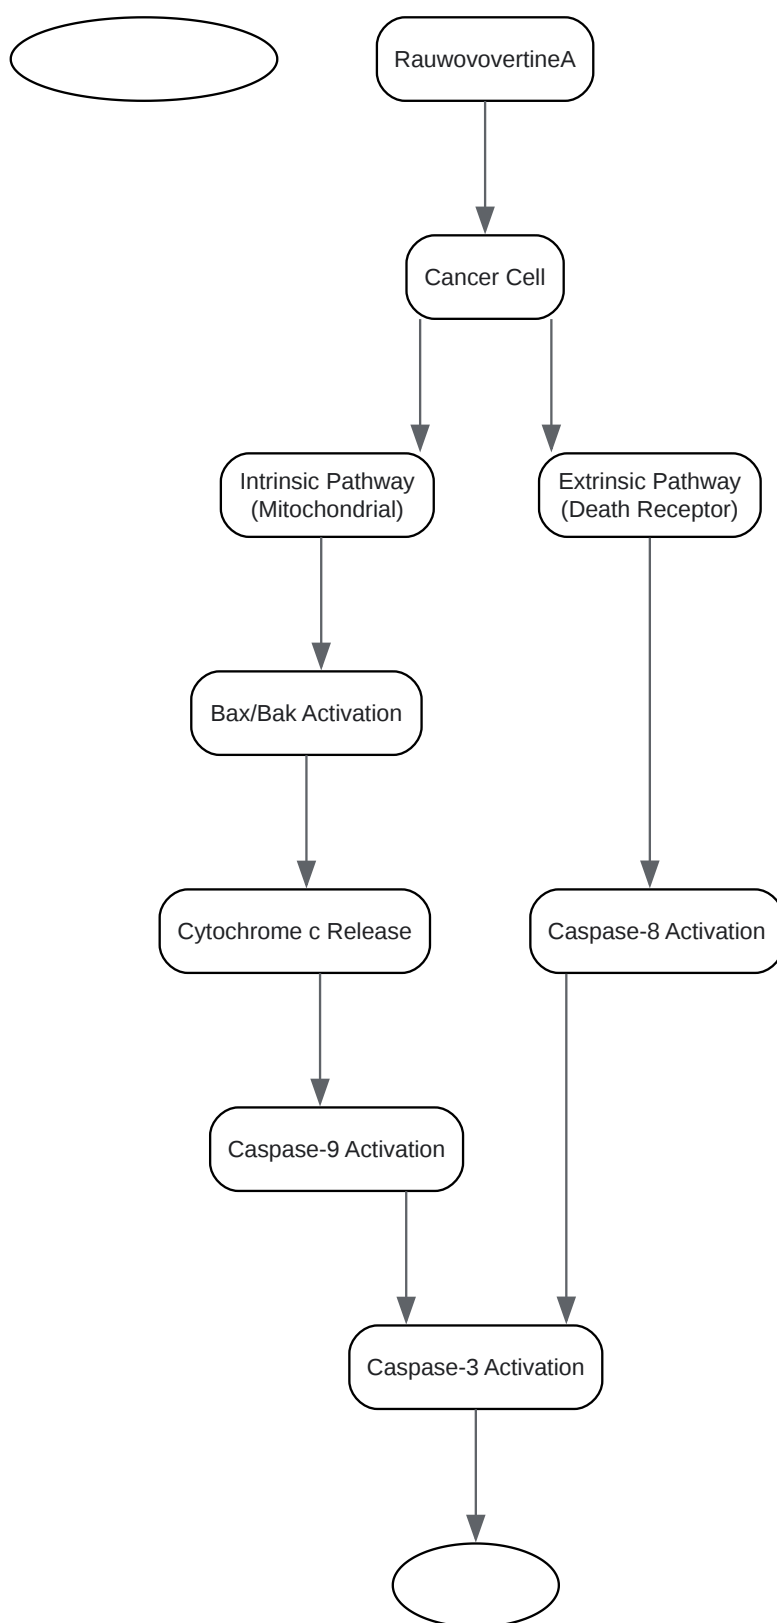 RauwovovertineA
Cancer Cell
Intrinsic Pathway
(Mitochondrial)
Extrinsic Pathway
(Death Receptor)
Bax/Bak Activation
Cytochrome c Release
Caspase-8 Activation
Caspase-9 Activation
Caspase-3 Activation